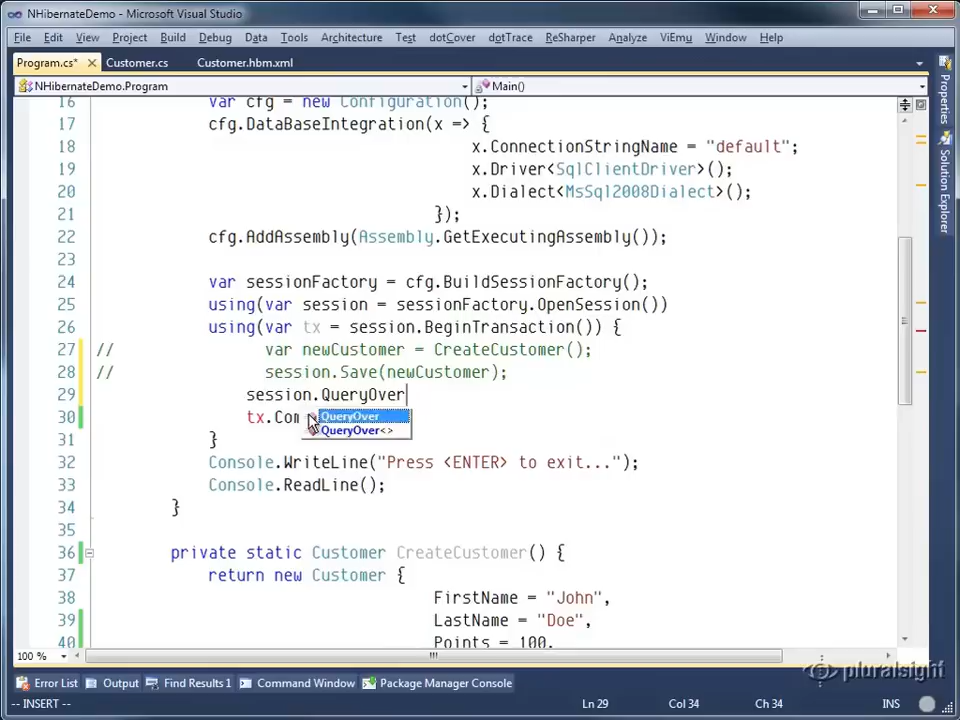 NHibernateDemo - Microsoft Visual Studio
File Edit View Project Build Debug Data Tools Architecture Test dotCover dotTrace ReSharper Analyze ViEmu Window Help
Program.cs* Customer.cs Customer.hbm.xml
NHibernateDemo.Program Main()
16 var cfg = new Configuration();
17 cfg.DataBaseIntegration(x => {
18 x.ConnectionStringName = "default";
19 x.Driver<SqlClientDriver>();
20 x.Dialect<MsSql2008Dialect>();
21 });
22 cfg.AddAssembly(Assembly.GetExecutingAssembly());
23
24 var sessionFactory = cfg.BuildSessionFactory();
25 using(var session = sessionFactory.OpenSession())
26 using(var tx = session.BeginTransaction()) {
27 // var newCustomer = CreateCustomer();
28 // session.Save(newCustomer);
29 session.QueryOver
30 tx.Com QueryOver
QueryOver<>
31 }
32 Console.WriteLine("Press <ENTER> to exit...");
33 Console.ReadLine();
34 }
35
36 private static Customer CreateCustomer() {
37 return new Customer {
38 FirstName = "John",
39 LastName = "Doe",
40 Points = 100,
100 %
Error List Output Find Results 1 Command Window Package Manager Console
-- INSERT -- Ln 29 Col 34 Ch 34 INS
Properties
Solution Explorer
pluralsight